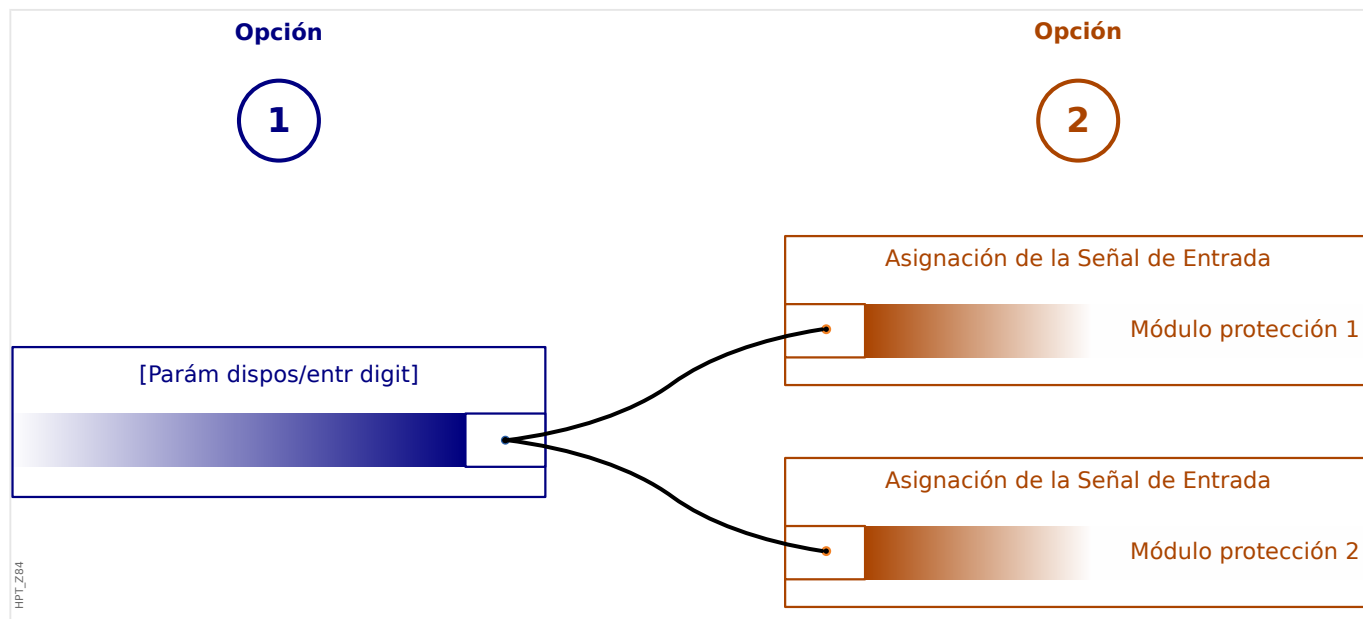 Opción
1
Opción
2
[Parám dispos/entr digit]
Asignación de la Señal de Entrada
Módulo protección 1
Asignación de la Señal de Entrada
Módulo protección 2
HPT_Z84